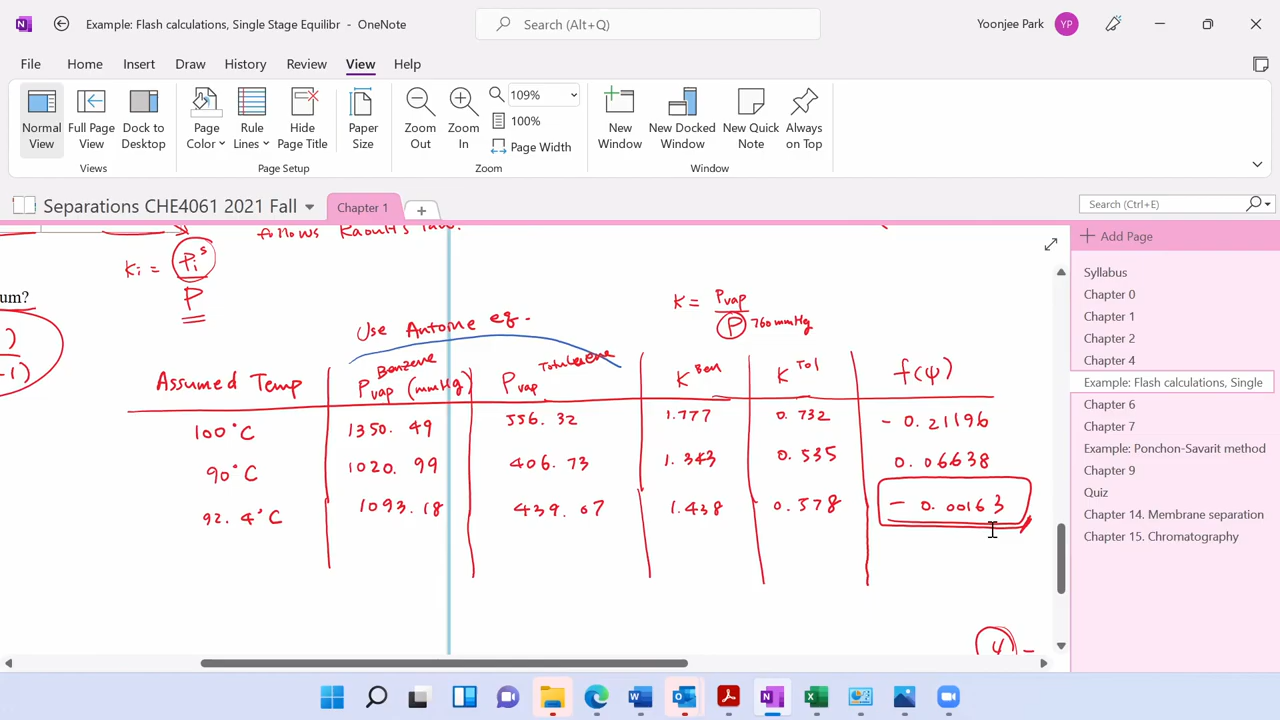 Example: Flash calculations, Single Stage Equilibr - OneNote
Search (Alt+Q)
Yoonjee Park
YP
File Home Insert Draw History Review View Help
Normal View
Full Page View
Dock to Desktop
Views
Page Color
Rule Lines
Hide Page Title
Paper Size
Page Setup
Zoom Out
Zoom In
109%
100%
Page Width
Zoom
New Window
New Docked Window
New Quick Note
Always on Top
Window
Separations CHE4061 2021 Fall
Chapter 1
Search (Ctrl+E)
Add Page
Syllabus
Chapter 0
Chapter 1
Chapter 2
Chapter 4
Example: Flash calculations, Single
Chapter 6
Chapter 7
Example: Ponchon-Savarit method
Chapter 9
Quiz
Chapter 14. Membrane separation
Chapter 15. Chromatography
follows Raoult's law.
Ki = Pi^s / P
um?
-1)
Use Antoine eq.
K = Pvap / P 760mmHg
Assumed Temp | Benzene Pvap (mmHg) | Pvap | K Ben | K Tol | f(ψ)
100°C | 1350.49 | 556.32 | 1.777 | 0.732 | -0.21196
90°C | 1020.99 | 406.73 | 1.343 | 0.535 | 0.06638
92.4°C | 1093.18 | 439.07 | 1.438 | 0.578 | -0.00163
ψ -